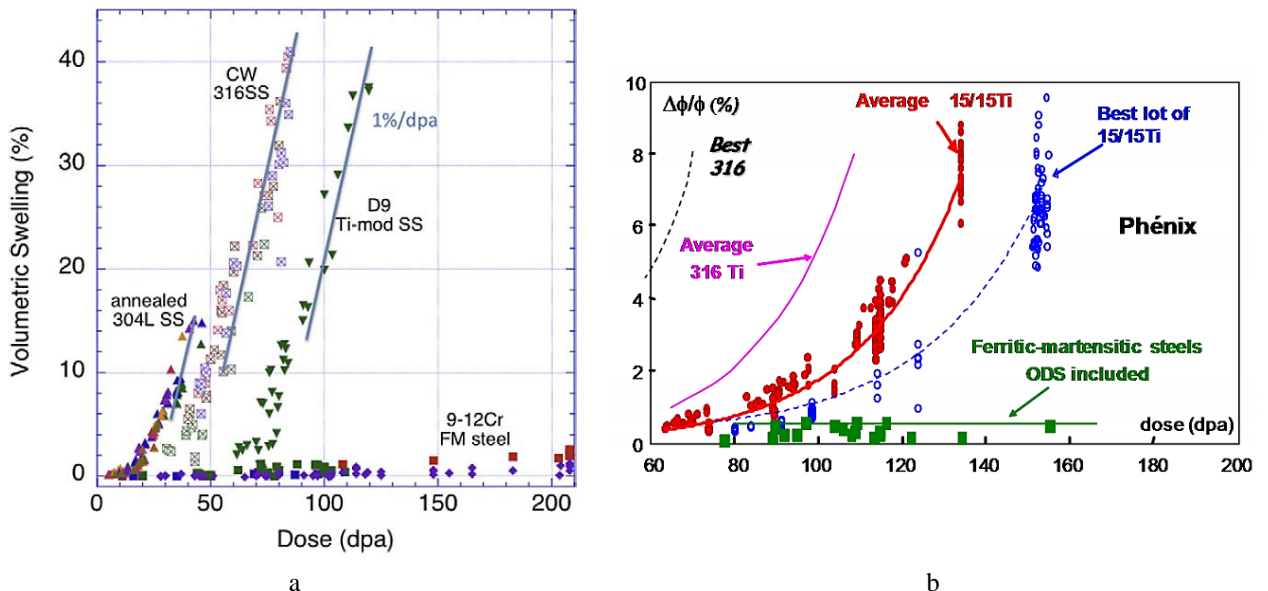 Volumetric Swelling (%)
40
30
20
10
0
CW
316SS
1%/dpa
D9
Ti-mod SS
annealed
304L SS
9-12Cr
FM steel
0
50
100
150
200
Dose (dpa)
a
10
8
6
4
2
0
Δϕ/ϕ (%)
Best
316
Average 15/15Ti
Best lot of
15/15Ti
Phénix
Average
316 Ti
Ferritic-martensitic steels
ODS included
dose (dpa)
60
80
100
120
140
160
180
200
b